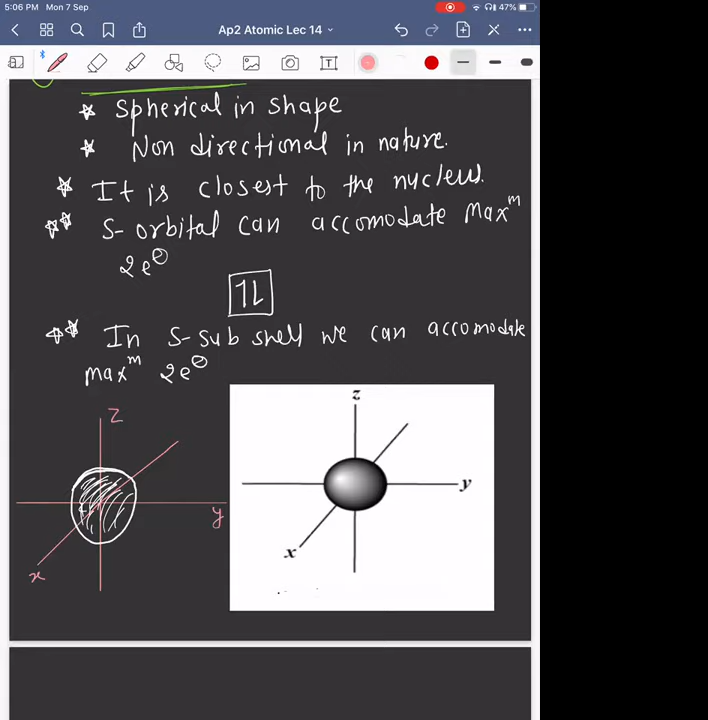 5:06 PM Mon 7 Sep
47%
Ap2 Atomic Lec 14
☆ Spherical in shape
☆ Non directional in nature.
☆ It is closest to the nucleus.
☆☆ S-orbital can accomodate Maxᵐ
2e⊖
1L
☆☆ In S-sub shell we can accomodate
maxᵐ 2e⊖
Z
y
x
z
y
x